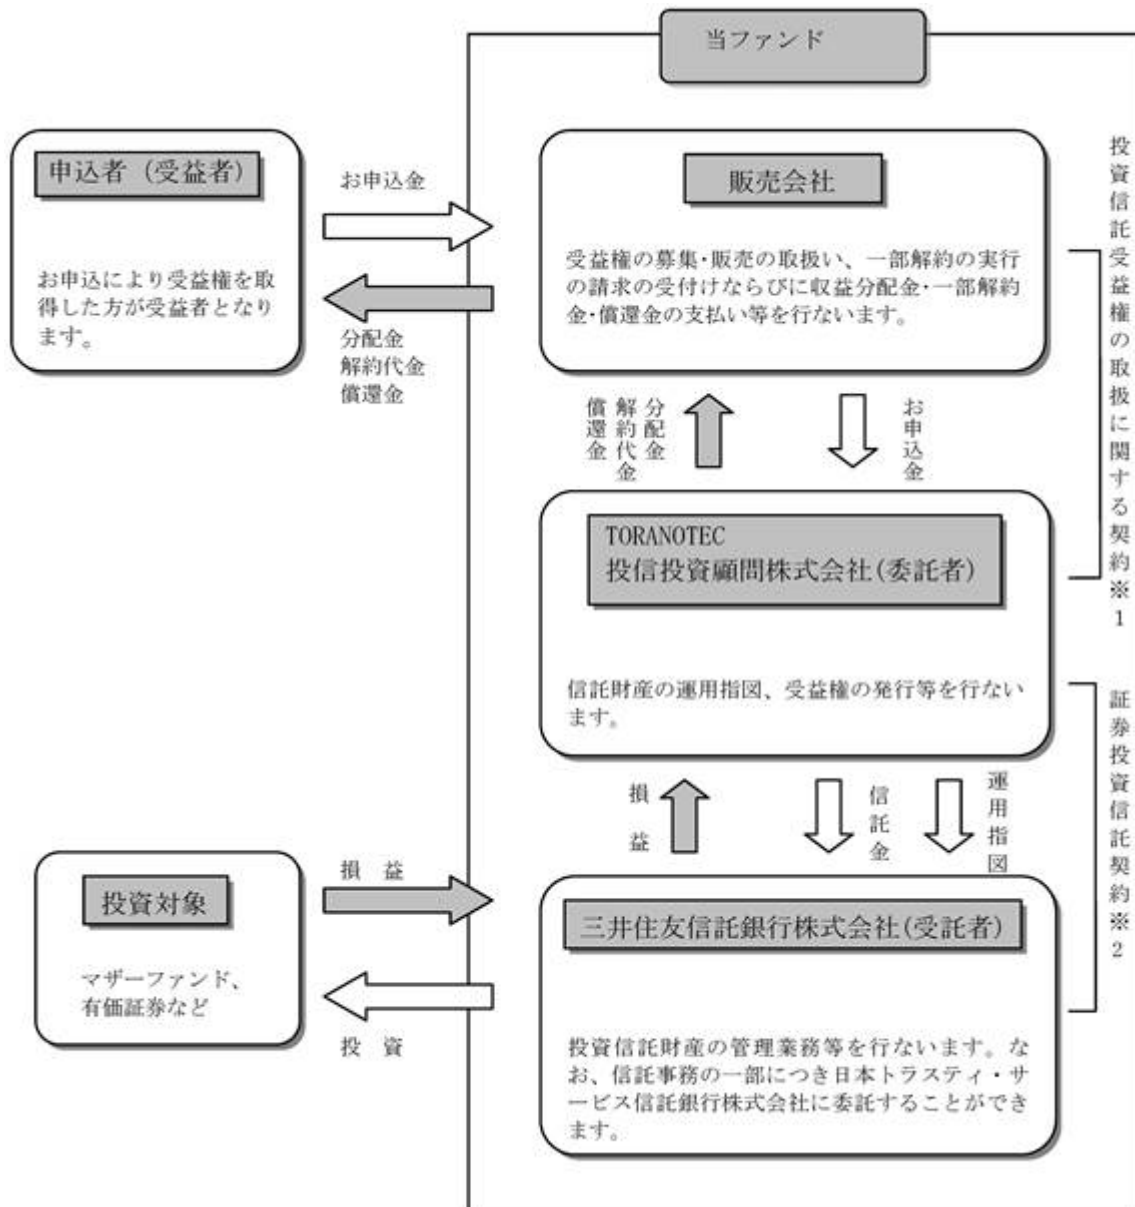 当ファンド
申込者（受益者）
お申込により受益権を取
得した方が受益者となり
ます。
お申込金
分配金
解約代金
償還金
販売会社
受益権の募集・販売の取扱い、一部解約の実行
の請求の受付けならびに収益分配金・一部解約
金・償還金の支払い等を行ないます。
分配金
解約代金
償還金
お申込金
投資信託受益権の取扱に関する契約※1
TORANOTEC
投信投資顧問株式会社(委託者)
信託財産の運用指図、受益権の発行等を行ない
ます。
損益
信託金
運用指図
証券投資信託契約※2
投資対象
マザーファンド、
有価証券など
損 益
投 資
三井住友信託銀行株式会社(受託者)
投資信託財産の管理業務等を行ないます。な
お、信託事務の一部につき日本トラスティ・サ
ービス信託銀行株式会社に委託することができ
ます。